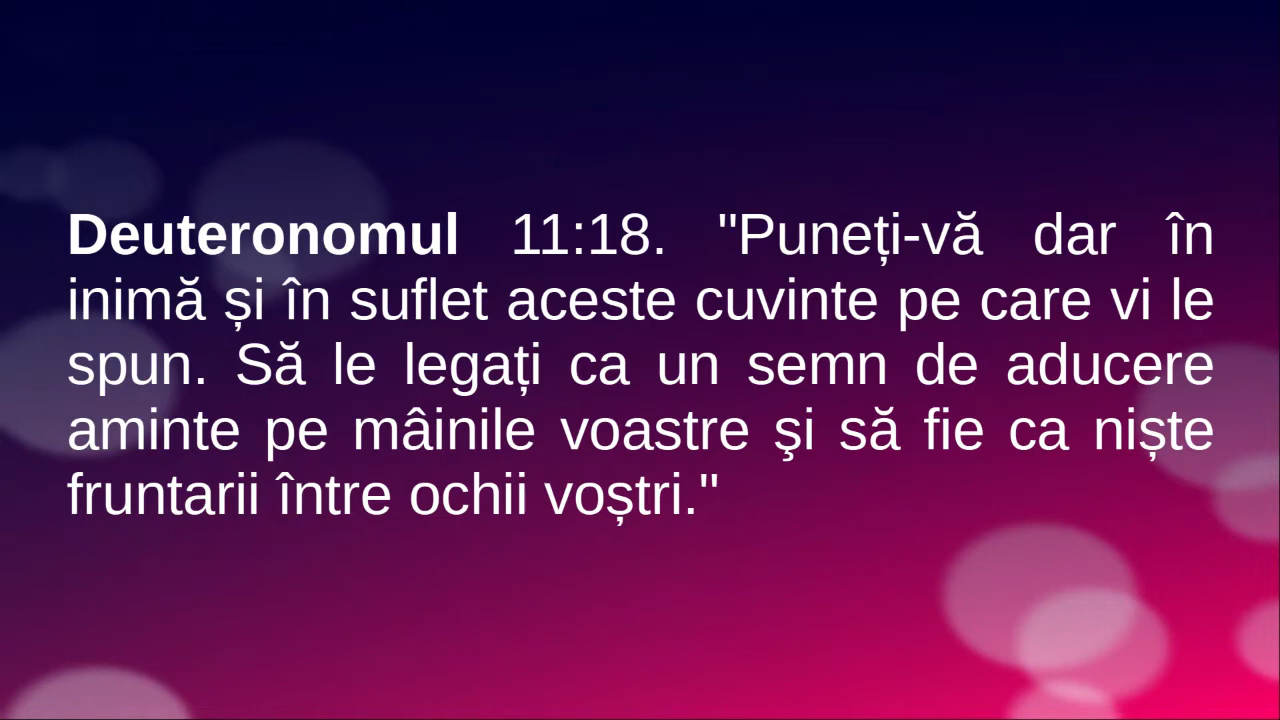 Deuteronomul 11:18. "Puneți-vă dar în
inimă și în suflet aceste cuvinte pe care vi le
spun. Să le legați ca un semn de aducere
aminte pe mâinile voastre şi să fie ca niște
fruntarii între ochii voștri."